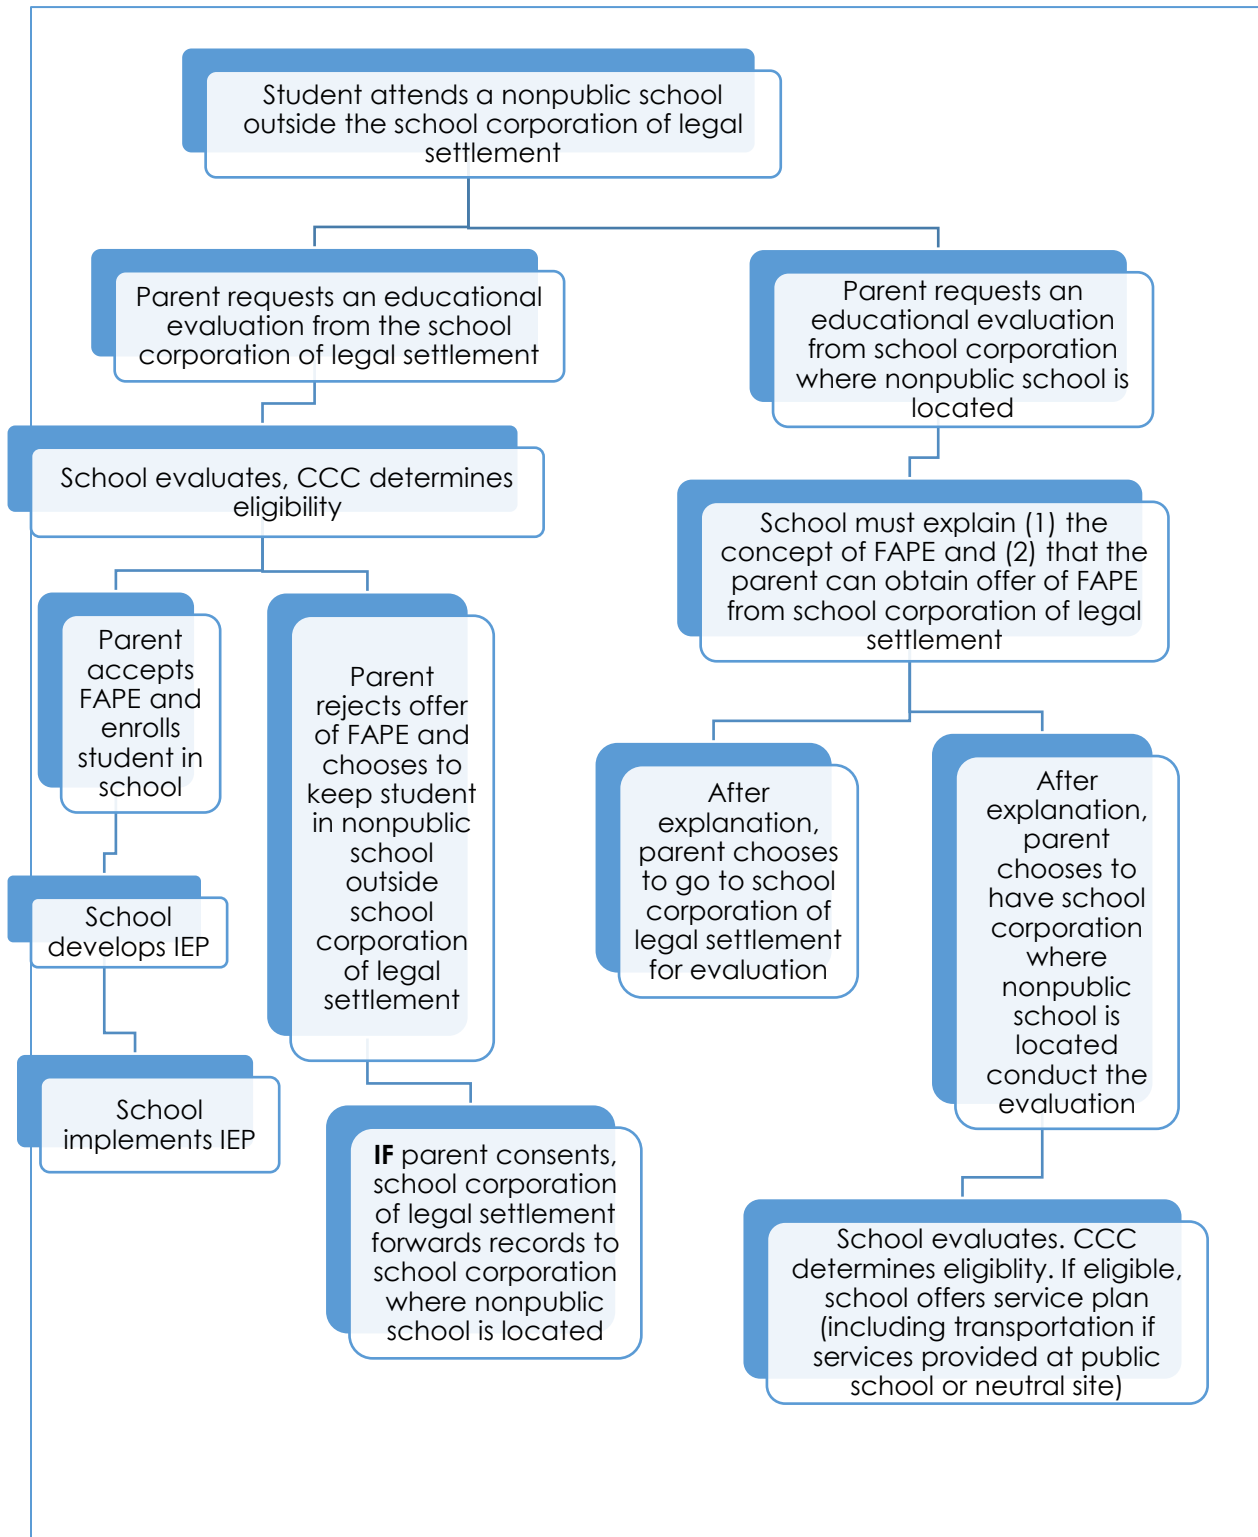 Student attends a nonpublic school
outside the school corporation of legal
settlement
Parent requests an educational
evaluation from the school
corporation of legal settlement
Parent requests an
educational evaluation
from school corporation
where nonpublic school is
located
School evaluates, CCC determines
eligibility
School must explain (1) the
concept of FAPE and (2) that the
parent can obtain offer of FAPE
from school corporation of legal
settlement
Parent
accepts
FAPE and
enrolls
student in
school
Parent
rejects offer
of FAPE and
chooses to
keep student
in nonpublic
school
outside
school
corporation
of legal
settlement
After
explanation,
parent chooses
to go to school
corporation of
legal settlement
for evaluation
After
explanation,
parent
chooses to
have school
corporation
where
nonpublic
school is
located
conduct the
evaluation
School
develops IEP
School
implements IEP
IF parent consents,
school corporation
of legal settlement
forwards records to
school corporation
where nonpublic
school is located
School evaluates. CCC
determines eligiblity. If eligible,
school offers service plan
(including transportation if
services provided at public
school or neutral site)